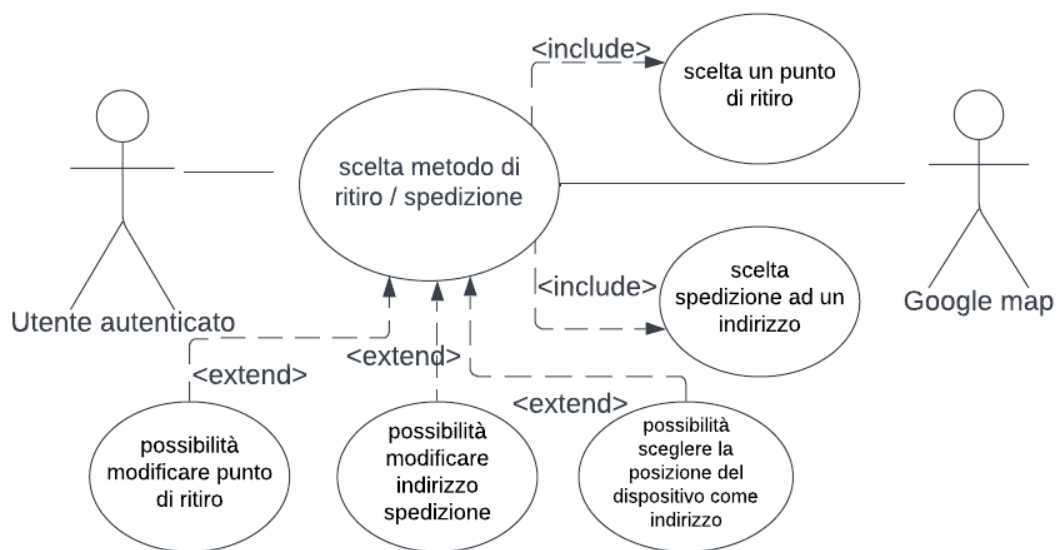 <include>
scelta un punto
di ritiro
scelta metodo di
ritiro / spedizione
<include>
scelta
spedizione ad un
indirizzo
Utente autenticato
Google map
<extend>
<extend>
<extend>
possibilità
modificare punto
di ritiro
possibilità
modificare
indirizzo
spedizione
possibilità
sceglere la
posizione del
dispositivo come
indirizzo